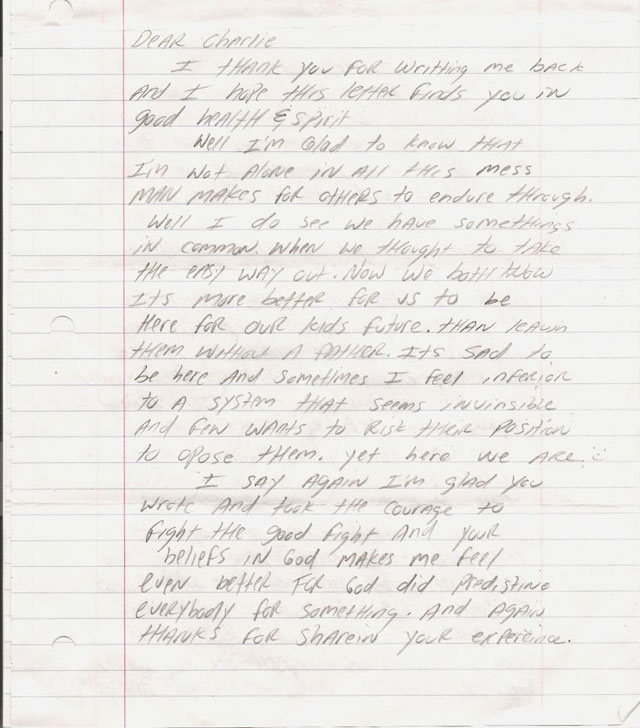 Dear Charlie
I thank you for writting me back
And I hope this letter finds you in
good health & spirit
Well I'm Glad to know that
I'm Not Alone in All this mess
MAN MAkes for others to endure through.
Well I do see we have somethings
in common. When we thought to take
the easy way out. Now we both know
Its more better for us to be
Here for our kids future. than leavin
them without A father. Its sad to
be here And sometimes I feel inferior
to A system that seems invinsible
And few wants to Risk their position
to opose them. yet here we are :)
I say again I'm glad you
wrote And took the courage to
fight the good fight And your
beliefs in God makes me feel
even better for God did predistine
everybody for something. And Again
thanks for sharein your experince.